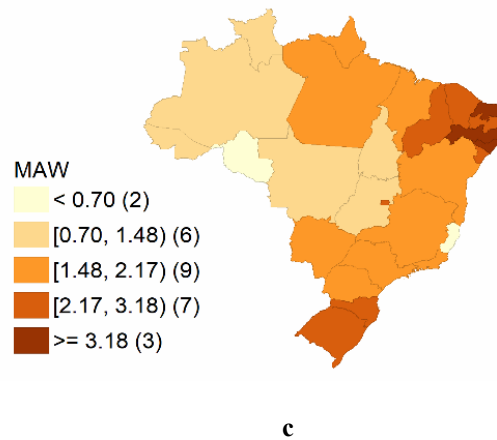 MAW
< 0.70 (2)
[0.70, 1.48) (6)
[1.48, 2.17) (9)
[2.17, 3.18) (7)
>= 3.18 (3)
c